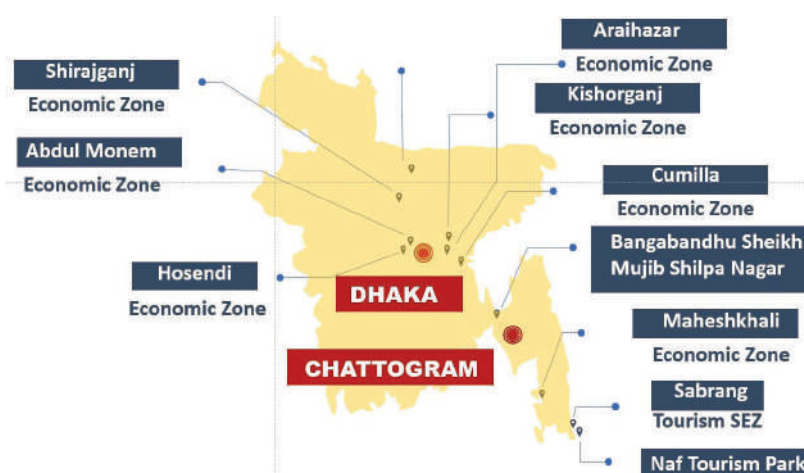 Araihazar
Economic Zone
Shirajganj
Economic Zone
Kishorganj
Economic Zone
Abdul Monem
Economic Zone
Cumilla
Economic Zone
Bangabandhu Sheikh
Mujib Shilpa Nagar
Hosendi
Economic Zone
DHAKA
Maheshkhali
Economic Zone
CHATTOGRAM
Sabrang
Tourism SEZ
Naf Tourism Park